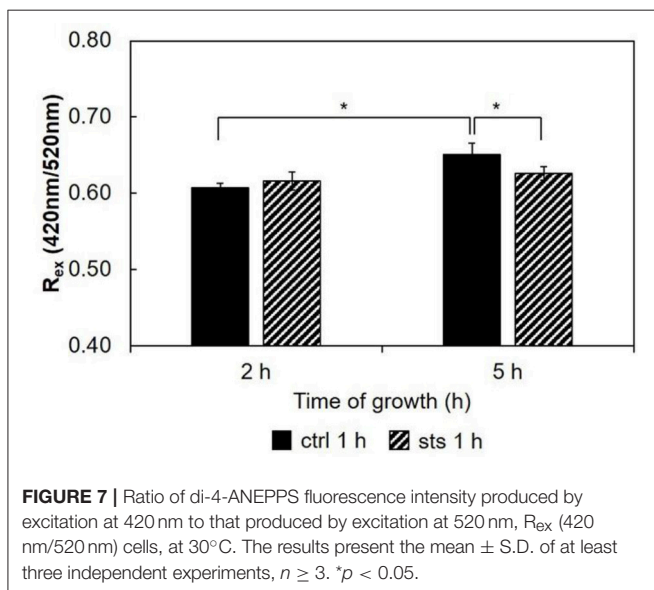 0.80
0.70
0.60
0.50
0.40
R_ex (420nm/520nm)
*
*
2 h
5 h
Time of growth (h)
ctrl 1 h
sts 1 h
FIGURE 7 | Ratio of di-4-ANEPPS fluorescence intensity produced by
excitation at 420 nm to that produced by excitation at 520 nm, R_ex (420
nm/520 nm) cells, at 30°C. The results present the mean ± S.D. of at least
three independent experiments, n ≥ 3. *p < 0.05.